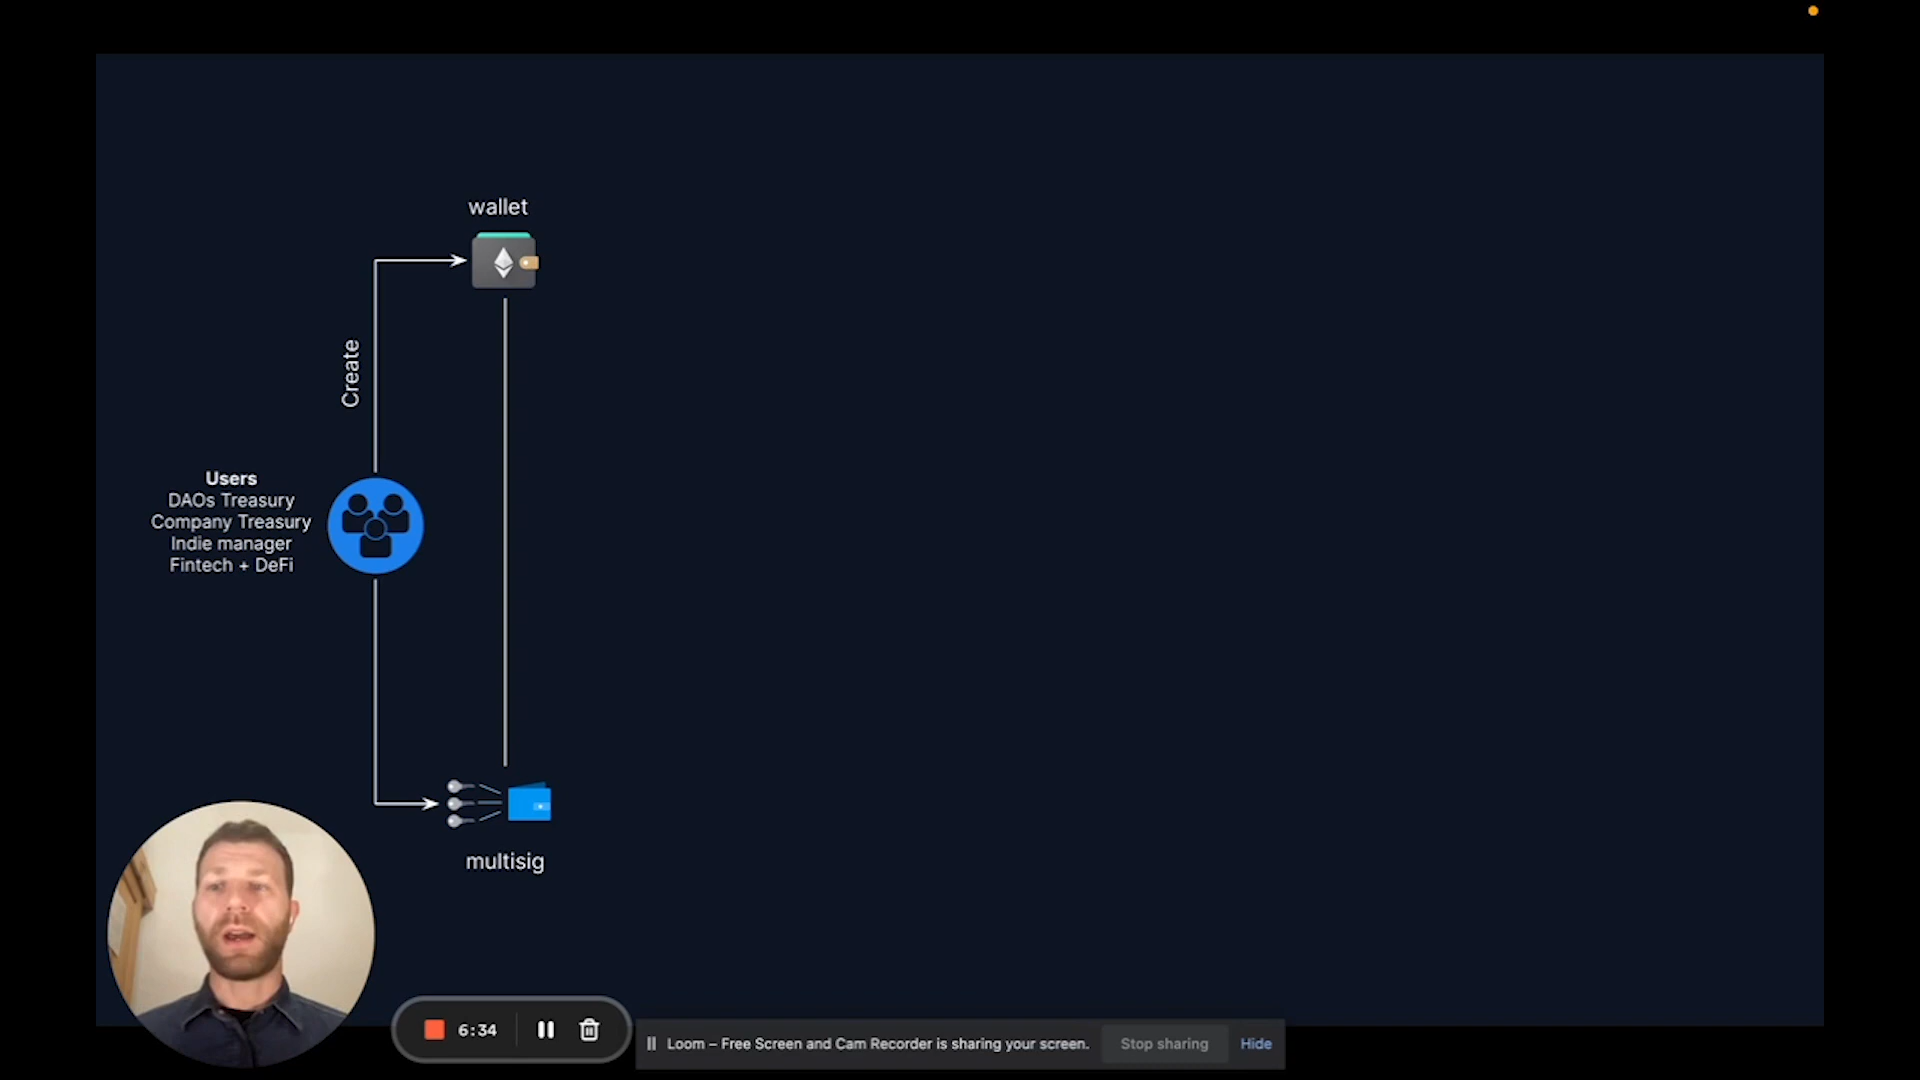 wallet
Create
Users
DAOs Treasury
Company Treasury
Indie manager
Fintech + DeFi
multisig
6:34
Loom – Free Screen and Cam Recorder is sharing your screen.
Stop sharing
Hide